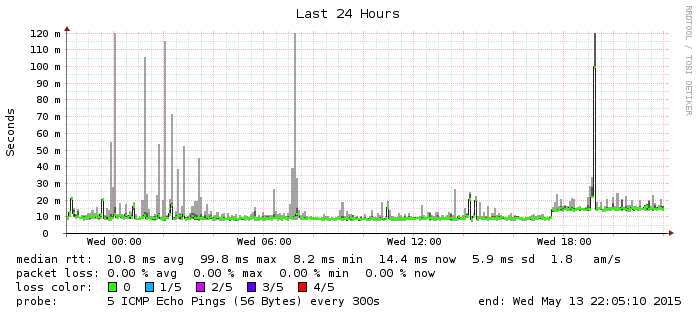 Last 24 Hours
RRDTOOL / TOBI OETIKER
Seconds
120 m
110 m
100 m
90 m
80 m
70 m
60 m
50 m
40 m
30 m
20 m
10 m
0
Wed 00:00 Wed 06:00 Wed 12:00 Wed 18:00
median rtt: 10.8 ms avg 99.8 ms max 8.2 ms min 14.4 ms now 5.9 ms sd 1.8 am/s
packet loss: 0.00 % avg 0.00 % max 0.00 % min 0.00 % now
loss color: 0 1/5 2/5 3/5 4/5
probe: 5 ICMP Echo Pings (56 Bytes) every 300s end: Wed May 13 22:05:10 2015